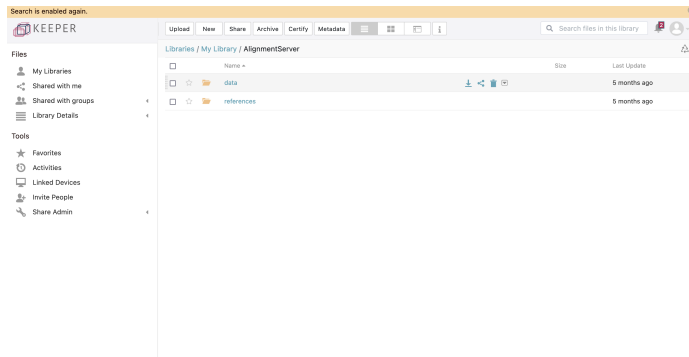 Search is enabled again.
KEEPER
Upload New Share Archive Certify Metadata
Search files in this library
2
Libraries / My Library / AlignmentServer
Files
My Libraries
Shared with me
Shared with groups
Library Details
Tools
Favorites
Activities
Linked Devices
Invite People
Share Admin
Name Size Last Update
data 5 months ago
references 5 months ago